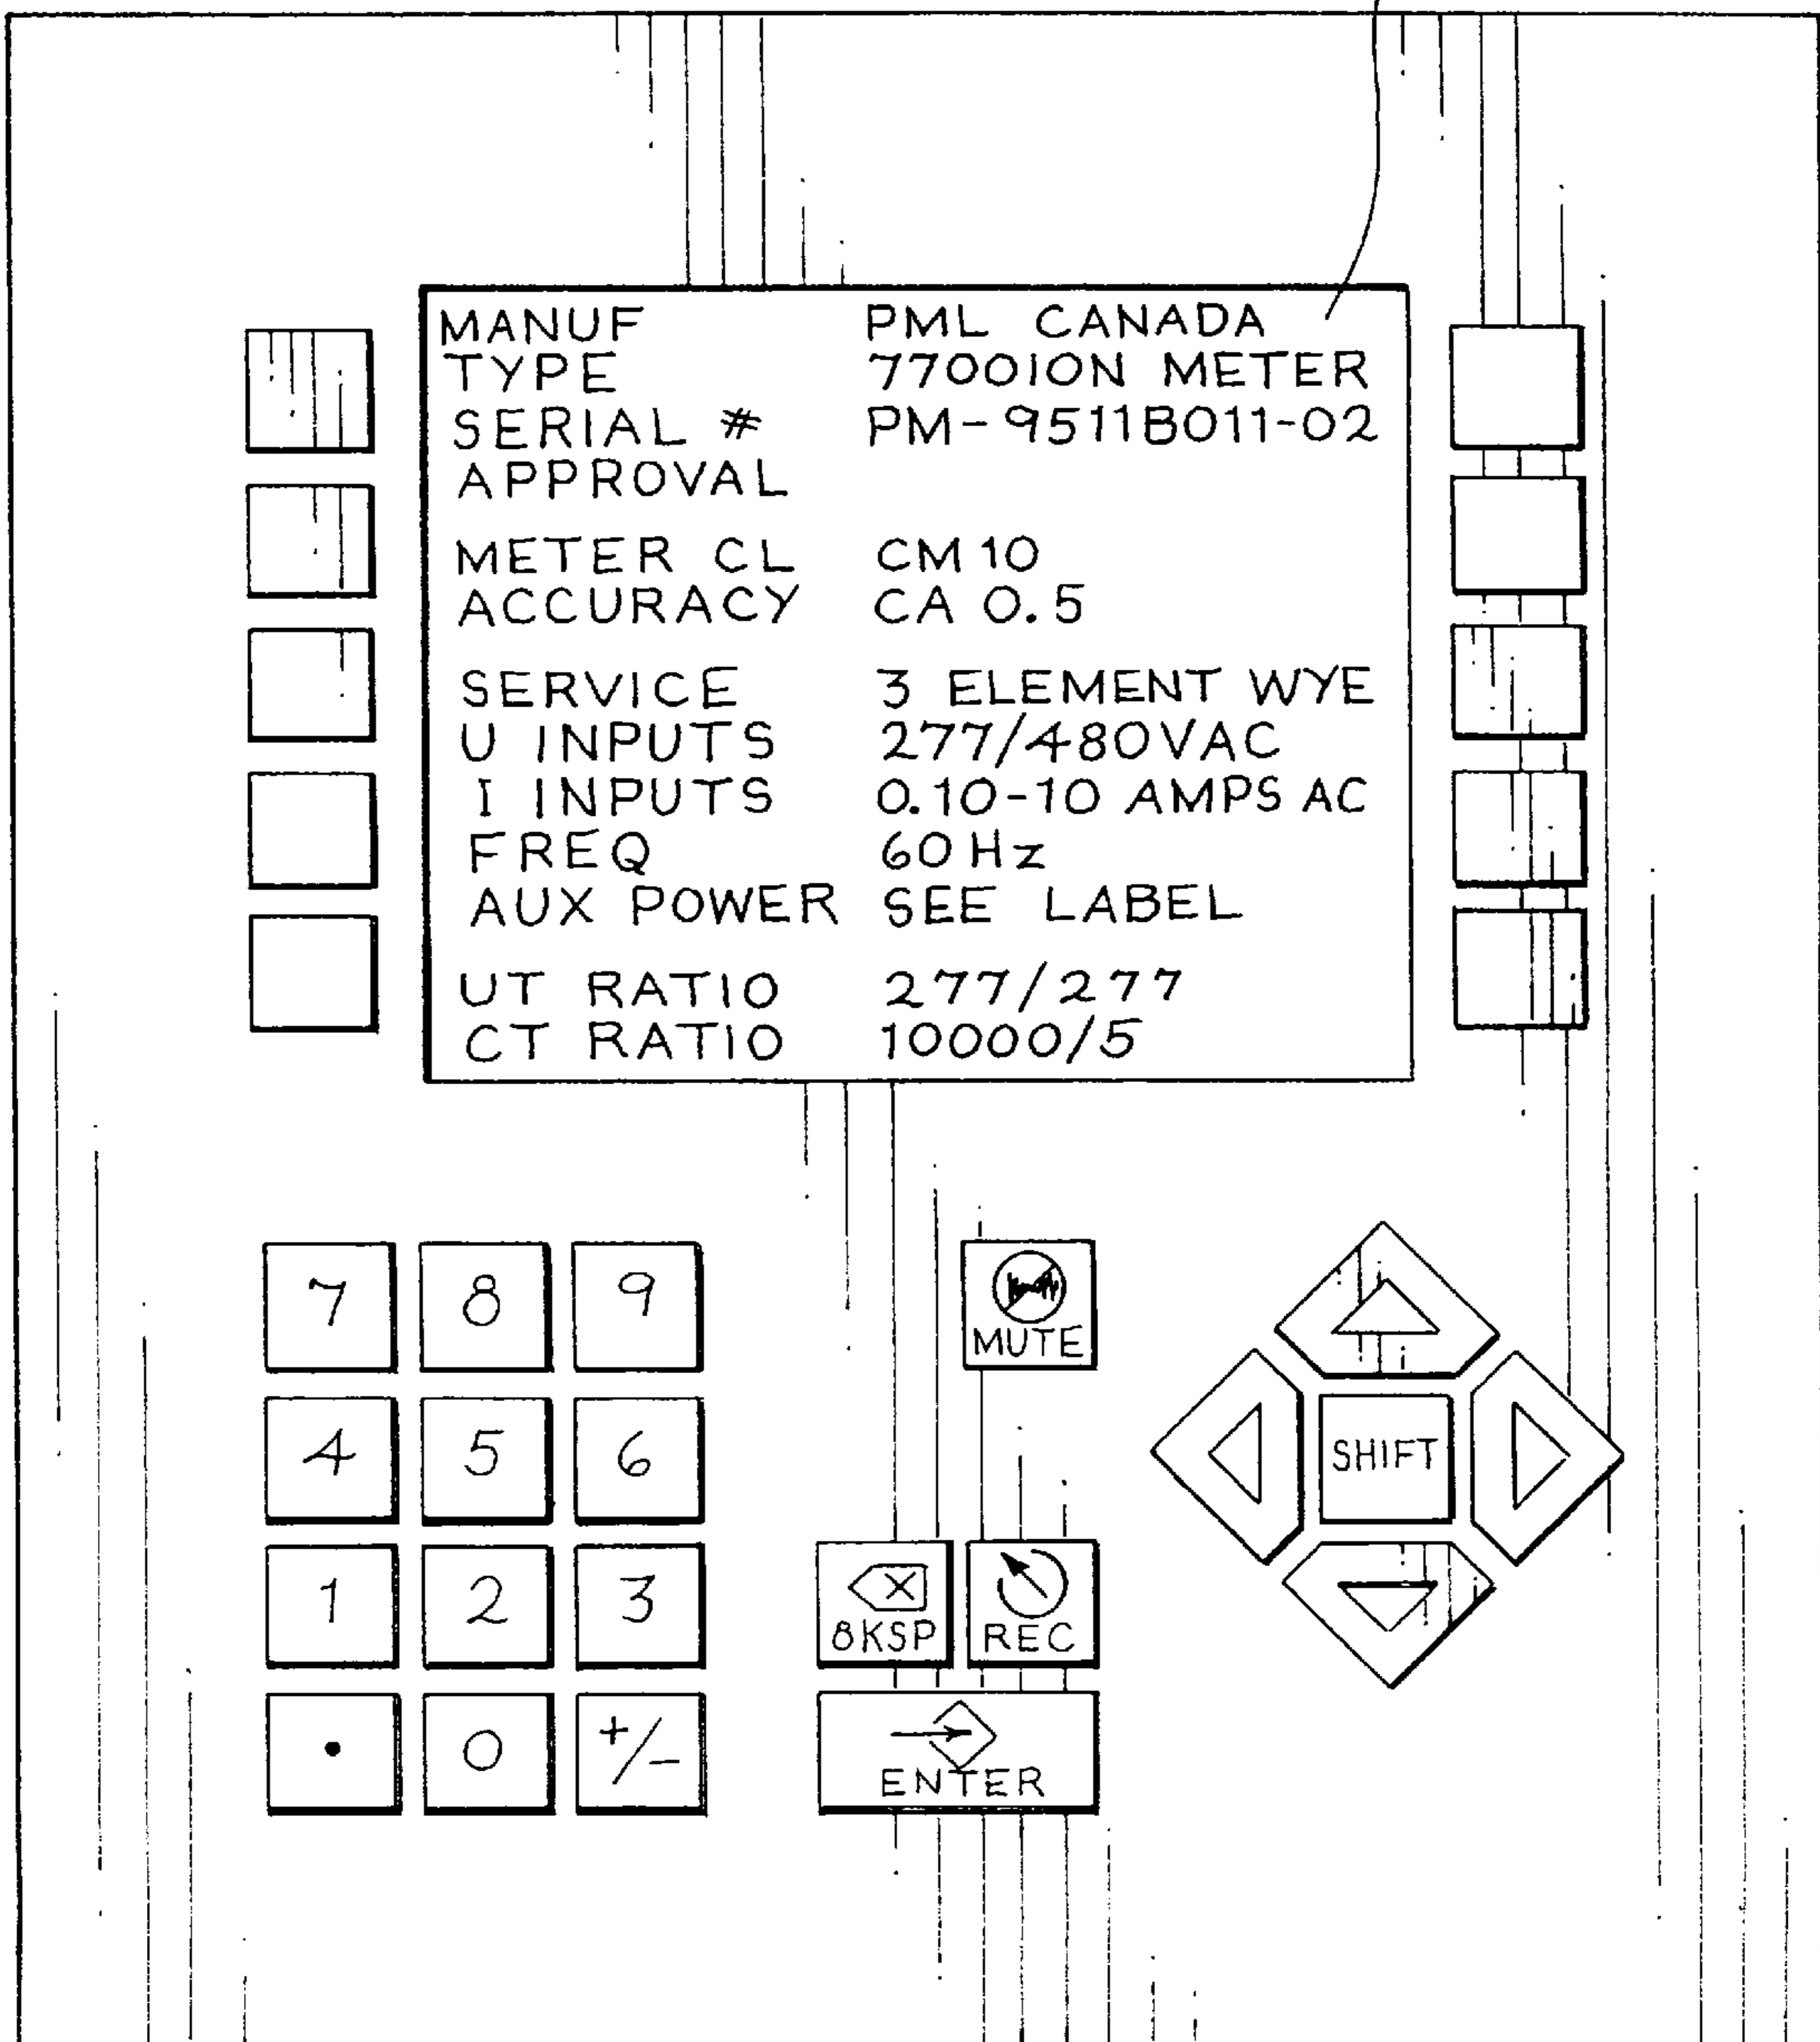 MANUF PML CANADA
TYPE 7700ION METER
SERIAL # PM-9511B011-02
APPROVAL
METER CL CM10
ACCURACY CA 0.5
SERVICE 3 ELEMENT WYE
U INPUTS 277/480VAC
I INPUTS 0.10-10 AMPS AC
FREQ 60Hz
AUX POWER SEE LABEL
UT RATIO 277/277
CT RATIO 10000/5
7 8 9
MUTE
4 5 6
SHIFT
1 2 3
8KSP REC
. 0 +/-
ENTER